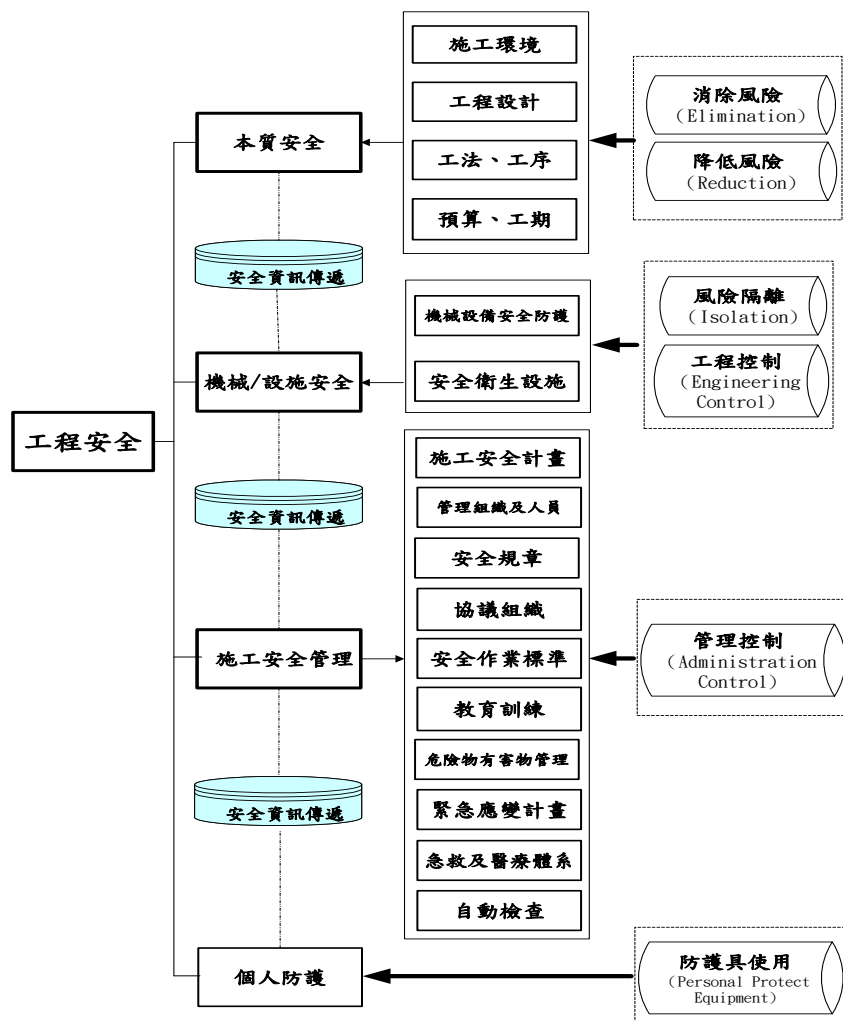 工程安全
本質安全
安全資訊傳遞
機械/設施安全
安全資訊傳遞
施工安全管理
安全資訊傳遞
個人防護
施工環境
工程設計
工法、工序
預算、工期
機械設備安全防護
安全衛生設施
施工安全計畫
管理組織及人員
安全規章
協議組織
安全作業標準
教育訓練
危險物有害物管理
緊急應變計畫
急救及醫療體系
自動檢查
消除風險
（Elimination）
降低風險
（Reduction）
風險隔離
（Isolation）
工程控制
（Engineering
Control）
管理控制
（Administration
Control）
防護具使用
（Personal Protect
Equipment）